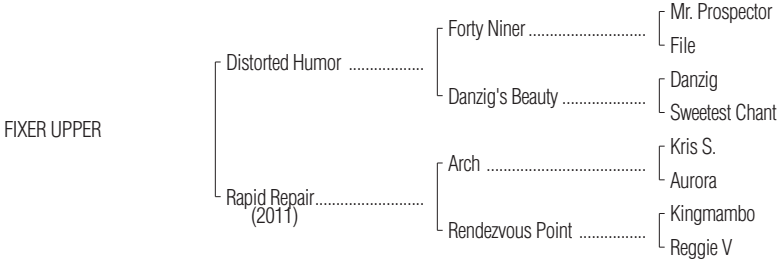 Mr. Prospector
Forty Niner ..............................
File
Distorted Humor ..................
Danzig
Danzig's Beauty .....................
Sweetest Chant
FIXER UPPER
Kris S.
Arch ..........................................
Aurora
Rapid Repair...........................
(2011)
Kingmambo
Rendezvous Point .................
Reggie V